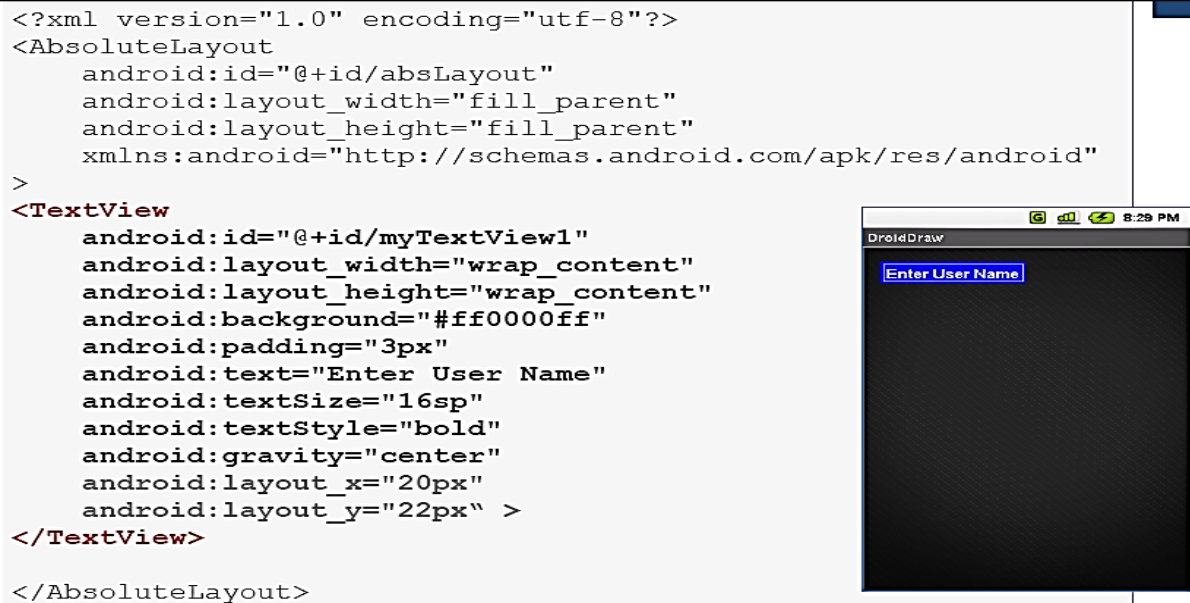 <?xml version="1.0" encoding="utf-8"?>
<AbsoluteLayout
    android:id="@+id/absLayout"
    android:layout_width="fill_parent"
    android:layout_height="fill_parent"
    xmlns:android="http://schemas.android.com/apk/res/android"
>
<TextView
    android:id="@+id/myTextView1"
    android:layout_width="wrap_content"
    android:layout_height="wrap_content"
    android:background="#ff0000ff"
    android:padding="3px"
    android:text="Enter User Name"
    android:textSize="16sp"
    android:textStyle="bold"
    android:gravity="center"
    android:layout_x="20px"
    android:layout_y="22px“ >
</TextView>
</AbsoluteLayout>
G 8:29 PM
DroidDraw
Enter User Name